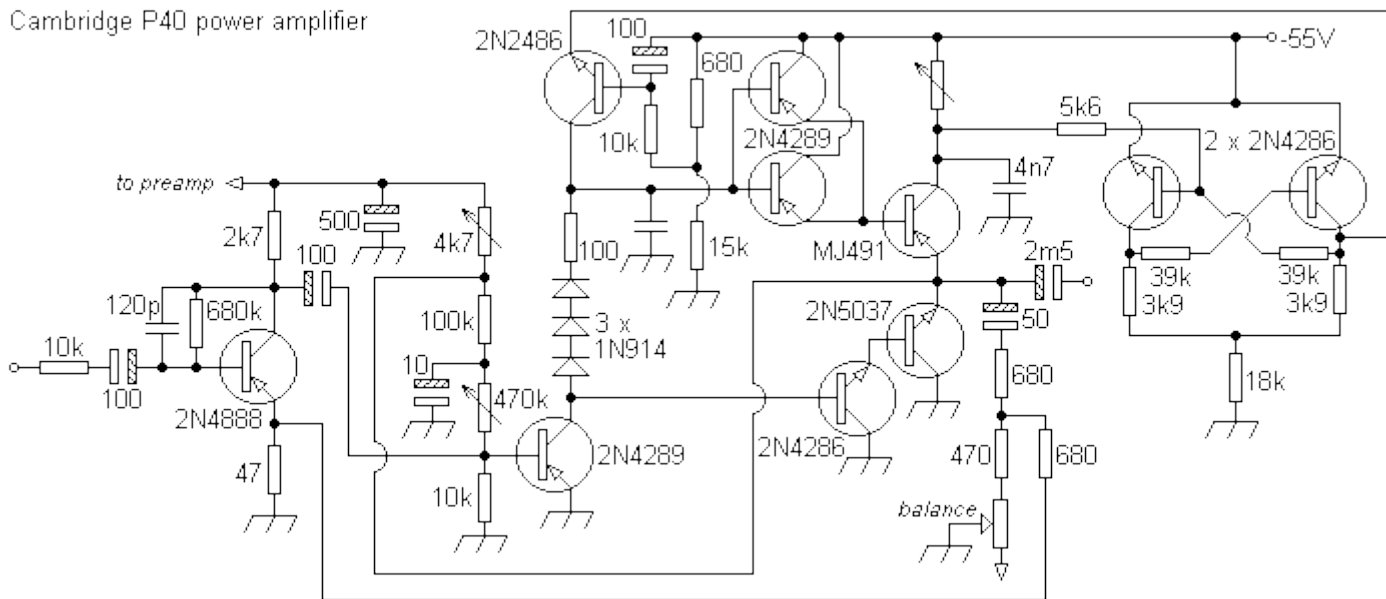 Cambridge P40 power amplifier
2N2486
100
680
-55V
10k
2N4289
5k6
2 x 2N4286
4n7
to preamp
2k7
500
4k7
100
100
15k
MJ491
2m5
39k
39k
3k9
3k9
120p
680k
100k
3 x
1N914
2N5037
50
10k
100
10
470k
680
18k
2N4888
2N4289
2N4286
470
680
47
10k
balance